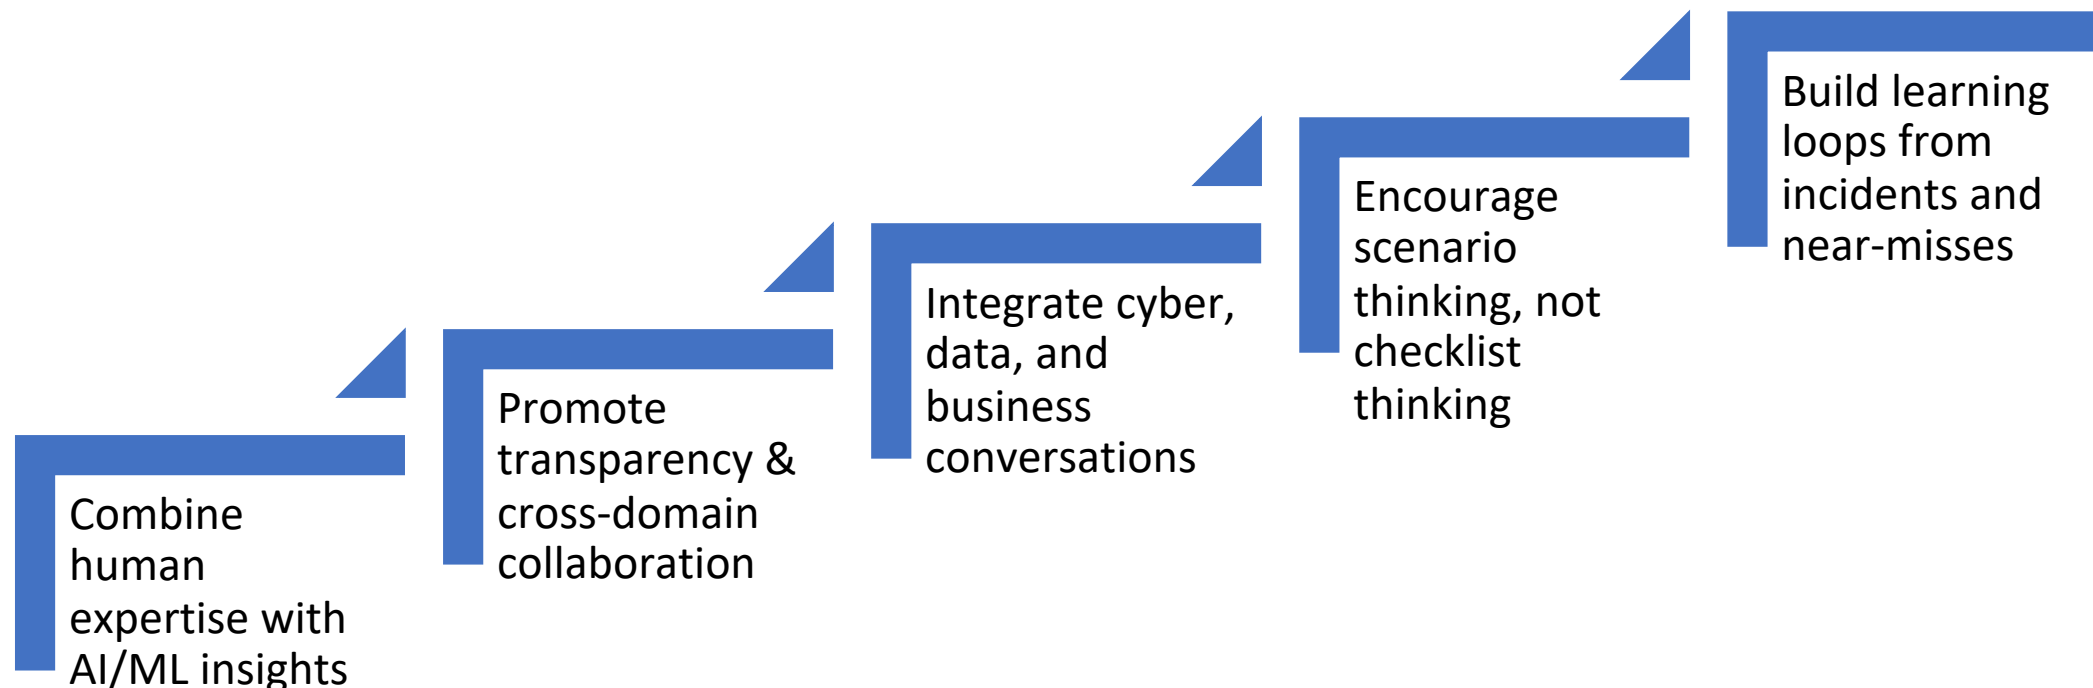 Combine
human
expertise with
AI/ML insights
Promote
transparency &
cross-domain
collaboration
Integrate cyber,
data, and
business
conversations
Encourage
scenario
thinking, not
checklist
thinking
Build learning
loops from
incidents and
near-misses